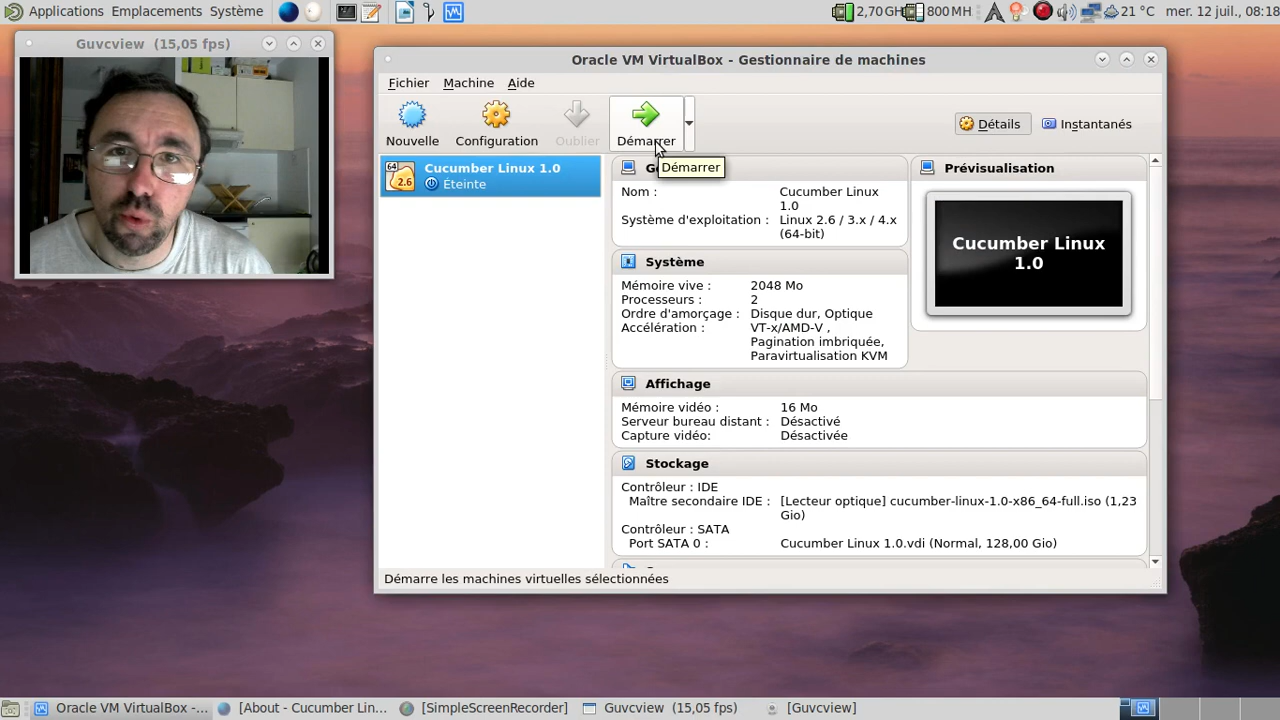 Applications Emplacements Système
2,70GH 800MH 21 °C mer. 12 juil., 08:18
Guvcview (15,05 fps)
Oracle VM VirtualBox - Gestionnaire de machines
Fichier Machine Aide
Nouvelle Configuration Oublier Démarrer
Détails Instantanés
Démarrer
64
2.6
Cucumber Linux 1.0
Éteinte
Nom : Cucumber Linux
1.0
Système d'exploitation : Linux 2.6 / 3.x / 4.x
(64-bit)
Prévisualisation
Cucumber Linux
1.0
Système
Mémoire vive : 2048 Mo
Processeurs : 2
Ordre d'amorçage : Disque dur, Optique
Accélération : VT-x/AMD-V ,
Pagination imbriquée,
Paravirtualisation KVM
Affichage
Mémoire vidéo : 16 Mo
Serveur bureau distant : Désactivé
Capture vidéo: Désactivée
Stockage
Contrôleur : IDE
Maître secondaire IDE : [Lecteur optique] cucumber-linux-1.0-x86_64-full.iso (1,23
Gio)
Contrôleur : SATA
Port SATA 0 : Cucumber Linux 1.0.vdi (Normal, 128,00 Gio)
Démarre les machines virtuelles sélectionnées
Oracle VM VirtualBox -... [About - Cucumber Lin... [SimpleScreenRecorder] Guvcview (15,05 fps) [Guvcview]